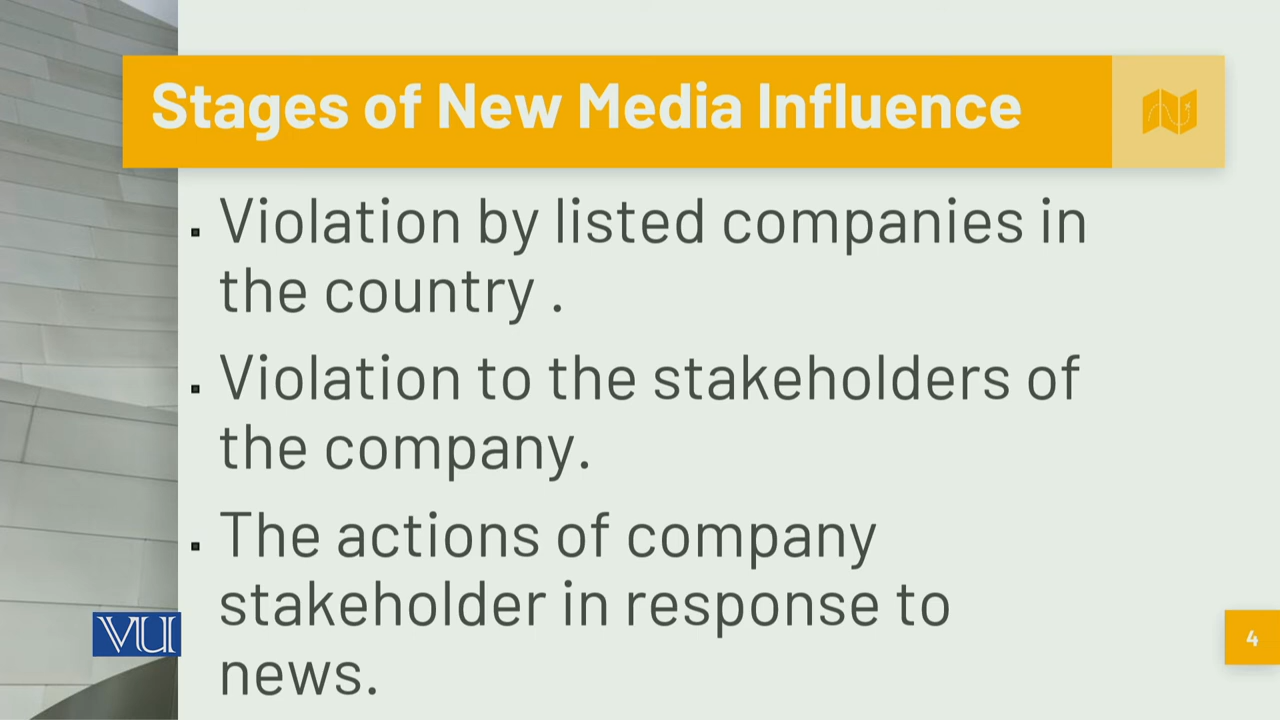 Stages of New Media Influence
Violation by listed companies in
the country .
Violation to the stakeholders of
the company.
The actions of company
stakeholder in response to
news.
VU
4